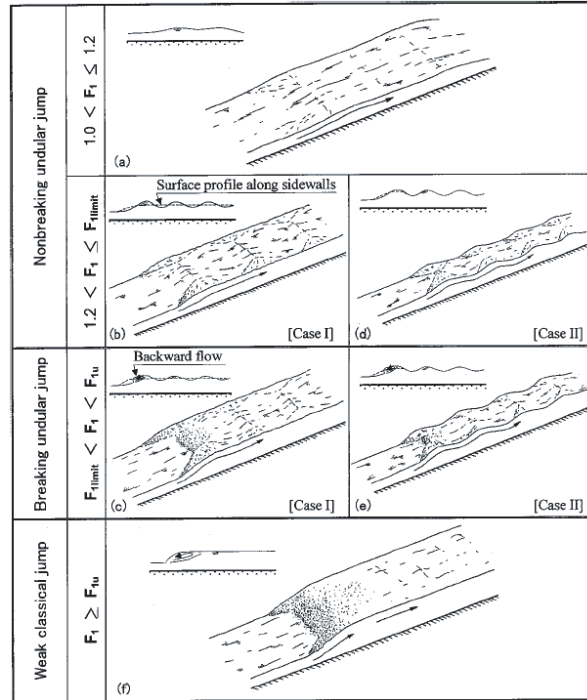 Nonbreaking undular jump
1.0 < F1 ≤ 1.2
(a)
1.2 < F1 ≤ F1limit
Surface profile along sidewalls
(b)
[Case I]
(d)
[Case II]
Breaking undular jump
F1limit < F1 < F1u
Backward flow
(c)
[Case I]
(e)
[Case II]
Weak classical jump
F1 ≥ F1u
(f)